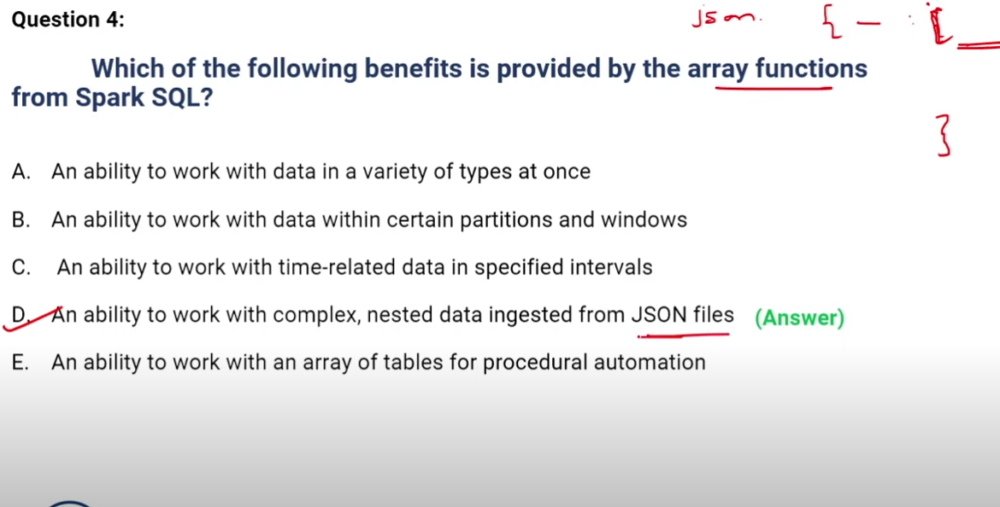 Question 4:
json. { - : [
Which of the following benefits is provided by the array functions
from Spark SQL?
}
A. An ability to work with data in a variety of types at once
B. An ability to work with data within certain partitions and windows
C. An ability to work with time-related data in specified intervals
D. An ability to work with complex, nested data ingested from JSON files (Answer)
E. An ability to work with an array of tables for procedural automation